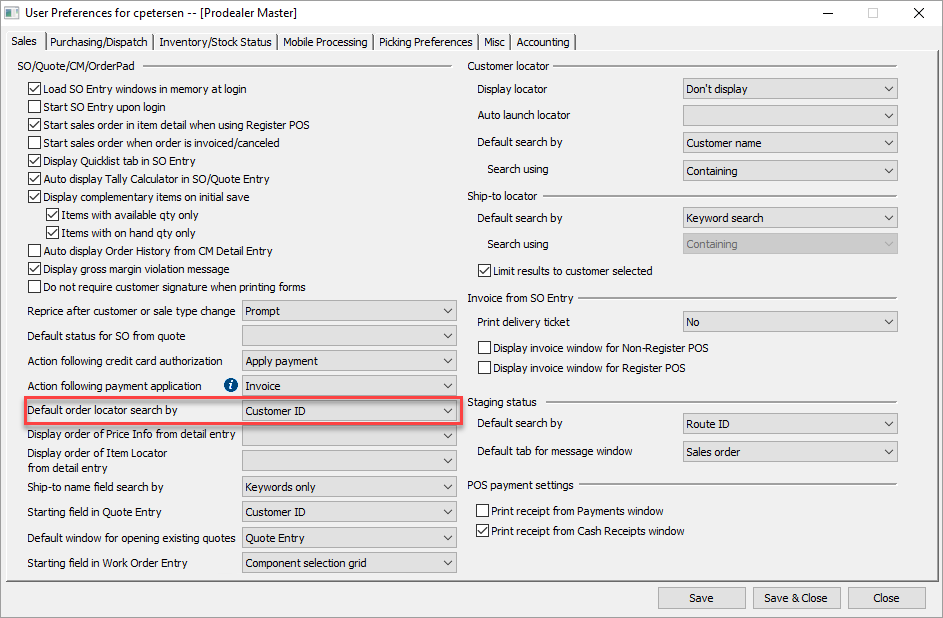 User Preferences for cpetersen -- [Prodealer Master]
Sales
Purchasing/Dispatch
Inventory/Stock Status
Mobile Processing
Picking Preferences
Misc
Accounting
SO/Quote/CM/OrderPad
Load SO Entry windows in memory at login
Start SO Entry upon login
Start sales order in item detail when using Register POS
Start sales order when order is invoiced/canceled
Display Quicklist tab in SO Entry
Auto display Tally Calculator in SO/Quote Entry
Display complementary items on initial save
Items with available qty only
Items with on hand qty only
Auto display Order History from CM Detail Entry
Display gross margin violation message
Do not require customer signature when printing forms
Reprice after customer or sale type change Prompt
Default status for SO from quote
Action following credit card authorization Apply payment
Action following payment application i Invoice
Default order locator search by Customer ID
Display order of Price Info from detail entry
Display order of Item Locator
from detail entry
Ship-to name field search by Keywords only
Starting field in Quote Entry Customer ID
Default window for opening existing quotes Quote Entry
Starting field in Work Order Entry Component selection grid
Customer locator
Display locator Don't display
Auto launch locator
Default search by Customer name
Search using Containing
Ship-to locator
Default search by Keyword search
Search using Containing
Limit results to customer selected
Invoice from SO Entry
Print delivery ticket No
Display invoice window for Non-Register POS
Display invoice window for Register POS
Staging status
Default search by Route ID
Default tab for message window Sales order
POS payment settings
Print receipt from Payments window
Print receipt from Cash Receipts window
Save
Save & Close
Close